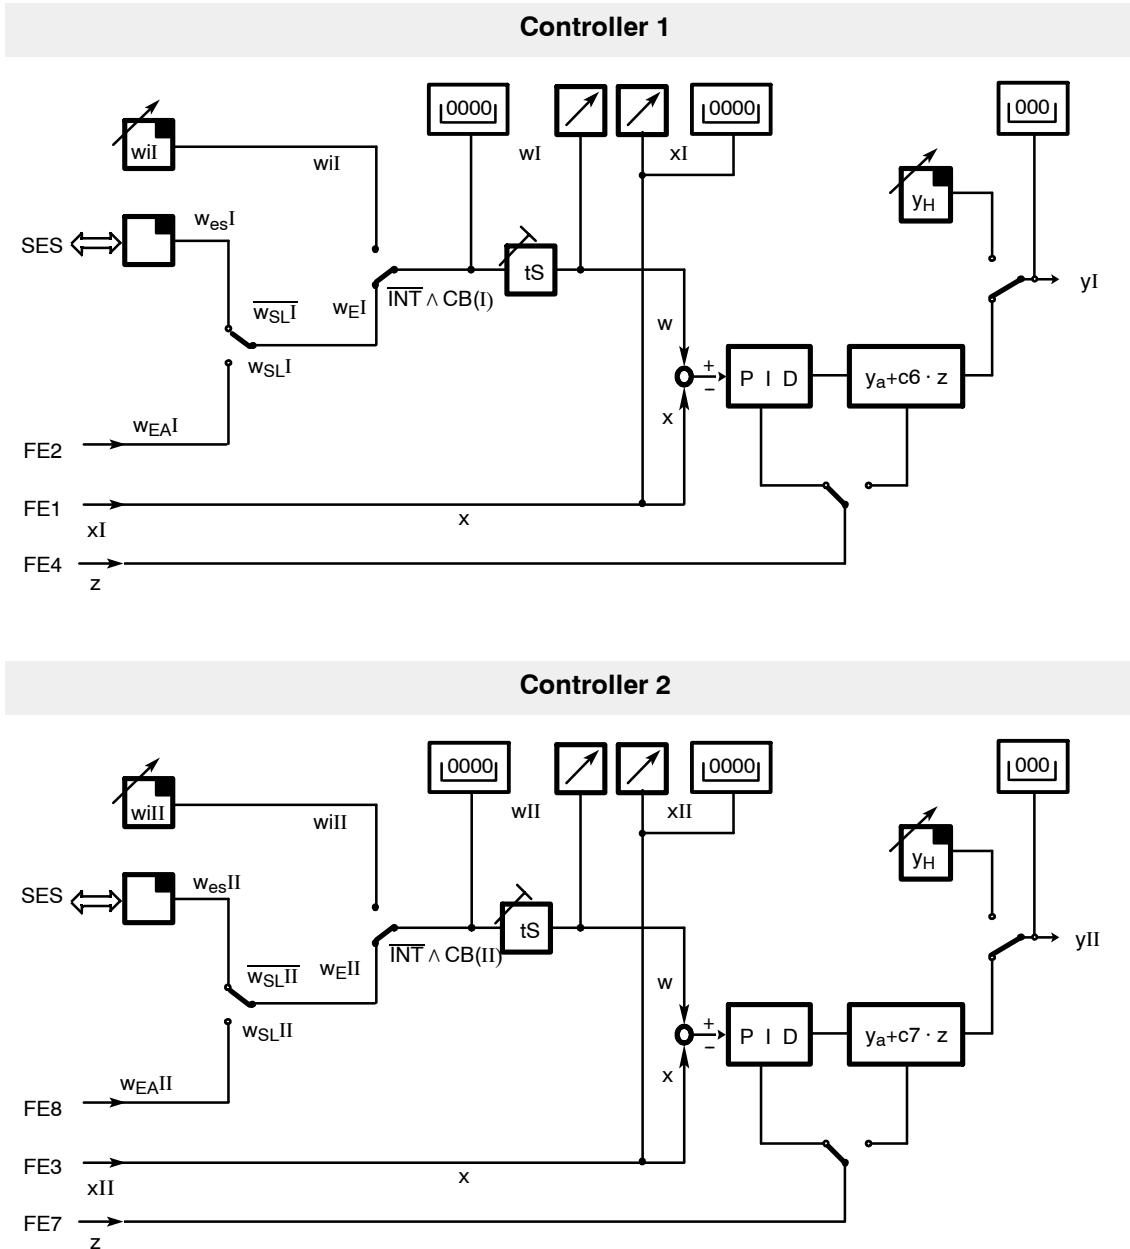 Controller 1
0000
0000
000
wiI
wiI
wI
xI
yH
wesI
SES
tS
yI
wSLI
wEI
INT ∧ CB(I)
w
wSLI
+
−
P I D
ya+c6 · z
x
wEAI
FE2
FE1
xI
x
FE4
z
Controller 2
0000
0000
000
wiII
wiII
wII
xII
yH
wesII
SES
tS
yII
wSLII
wEII
INT ∧ CB(II)
w
wSLII
+
−
P I D
ya+c7 · z
x
wEAII
FE8
FE3
xII
x
FE7
z